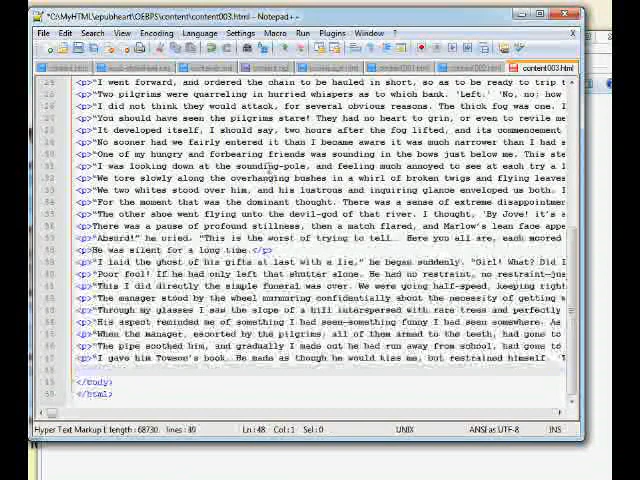 *C:\MyHTML\epubheart\OEBPS\content\content003.html - Notepad++
File Edit Search View Encoding Language Settings Macro Run Plugins Window ? X
content002.html content003.html
<p>"I went forward, and ordered the chain to be hauled in short, so as to be ready to trip t
<p>"Two pilgrims were quarreling in hurried whispers as to which bank. 'Left.' 'No, no; how
<p>"I did not think they would attack, for several obvious reasons. The thick fog was one. I
<p>"You should have seen the pilgrims stare! They had no heart to grin, or even to revile me
<p>"It developed itself, I should say, two hours after the fog lifted, and its commencement
<p>"No sooner had we fairly entered it than I became aware it was much narrower than I had s
<p>"One of my hungry and forbearing friends was sounding in the bows just below me. This ste
<p>"I was looking down at the sounding-pole, and feeling much annoyed to see at each try a l
<p>"We tore slowly along the overhanging bushes in a whirl of broken twigs and flying leaves
<p>"We two whites stood over him, and his lustrous and inquiring glance enveloped us both. I
<p>"For the moment that was the dominant thought. There was a sense of extreme disappointmen
<p>"The other shoe went flying unto the devil-god of that river. I thought, 'By Jove! it's a
<p>There was a pause of profound stillness, then a match flared, and Marlow's lean face appe
<p>"Absurd!" he cried. "This is the worst of trying to tell... Here you all are, each moored
<p>He was silent for a long time.</p>
<p>"I laid the ghost of his gifts at last with a lie," he began suddenly. "Girl! What? Did I
<p>"Poor fool! If he had only left that shutter alone. He had no restraint, no restraint—jus
<p>"This I did directly the simple funeral was over. We were going half-speed, keeping right
<p>"The manager stood by the wheel murmuring confidentially about the necessity of getting w
<p>"Through my glasses I saw the slope of a hill interspersed with rare trees and perfectly
<p>"His aspect reminded me of something I had seen—something funny I had seen somewhere. As
<p>"When the manager, escorted by the pilgrims, all of them armed to the teeth, had gone to
<p>"The pipe soothed him, and gradually I made out he had run away from school, had gone to
<p>"I gave him Towson's book. He made as though he would kiss me, but restrained himself. 'T
</body>
</html>
Hyper Text Markup L length : 68730 lines : 49 Ln : 48 Col : 1 Sel : 0 UNIX ANSI as UTF-8 INS